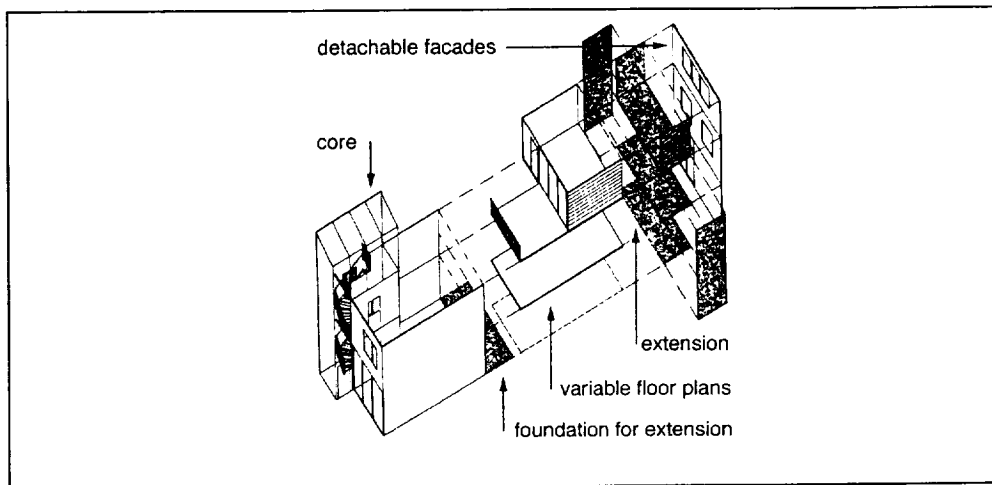 detachable facades
core
extension
variable floor plans
foundation for extension